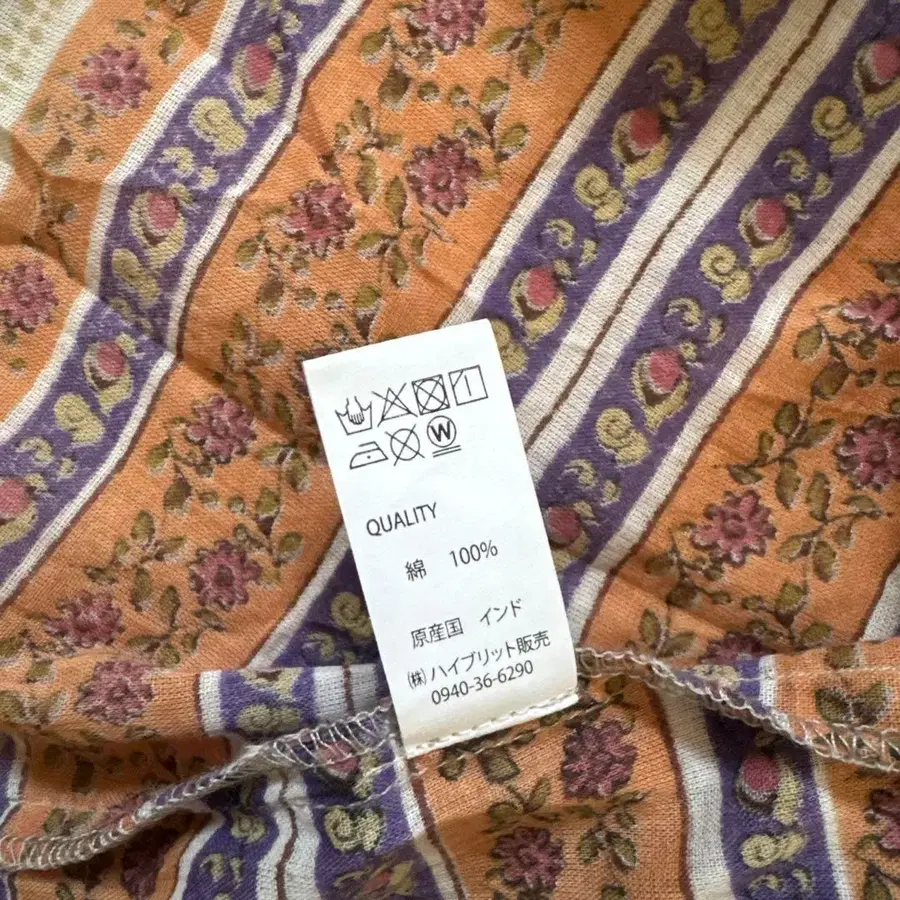 W
QUALITY
綿 100%
原産国 インド
㈱ハイブリット販売
0940-36-6290